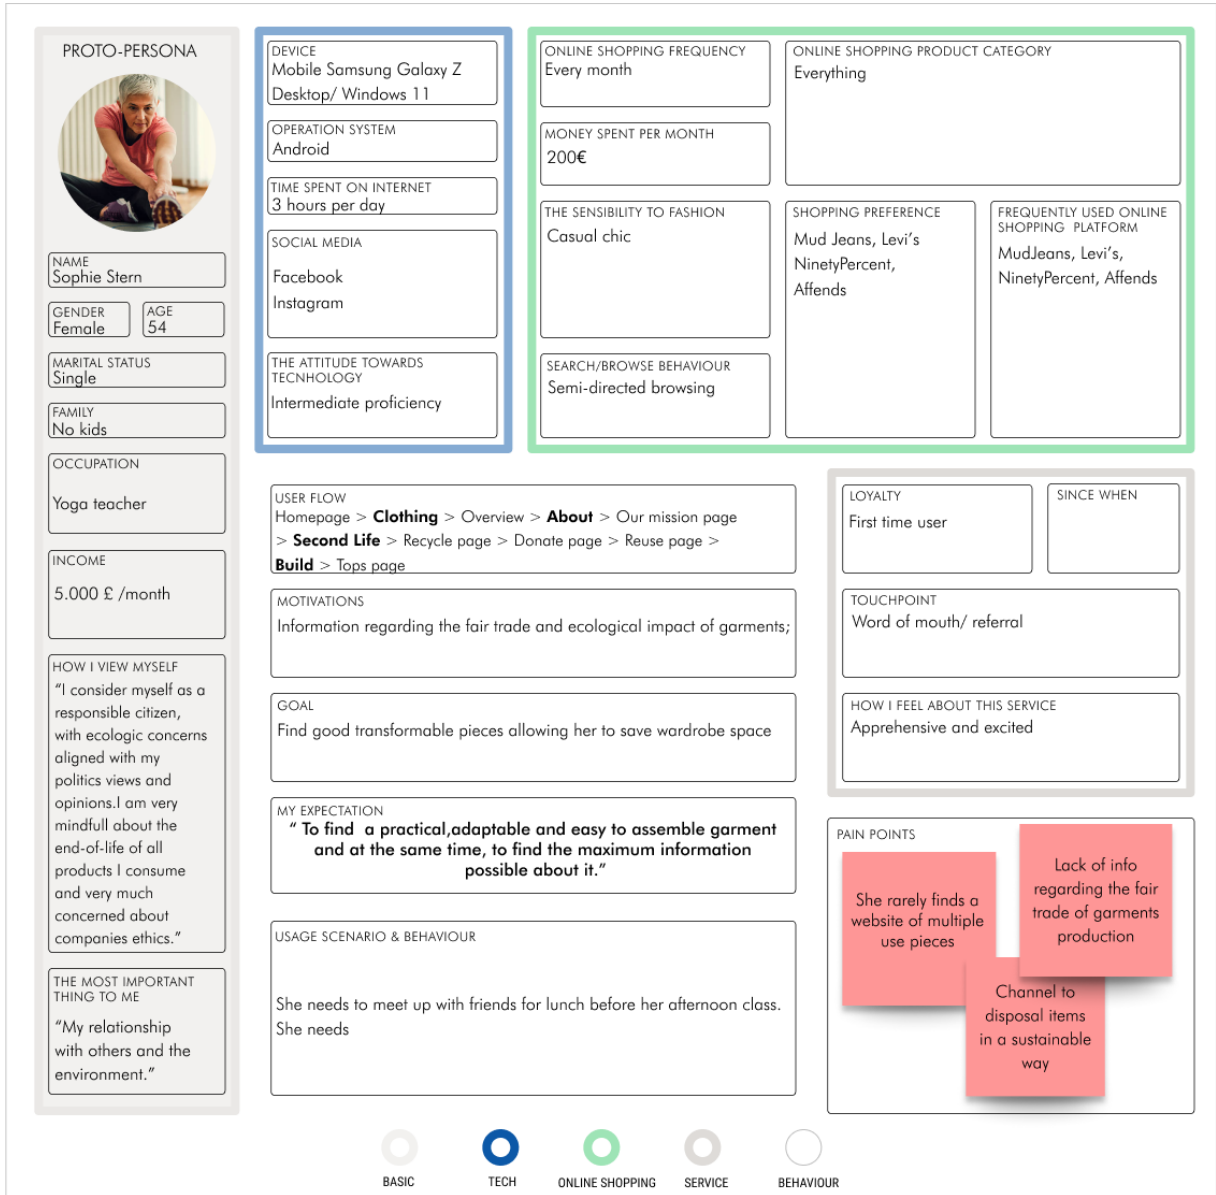 PROTO-PERSONA
NAME
Sophie Stern
GENDER
Female
AGE
54
MARITAL STATUS
Single
FAMILY
No kids
OCCUPATION
Yoga teacher
INCOME
5.000 £ /month
HOW I VIEW MYSELF
“I consider myself as a
responsible citizen,
with ecologic concerns
aligned with my
politics views and
opinions.I am very
mindfull about the
end-of-life of all
products I consume
and very much
concerned about
companies ethics.”
THE MOST IMPORTANT
THING TO ME
“My relationship
with others and the
environment.”
DEVICE
Mobile Samsung Galaxy Z
Desktop/ Windows 11
OPERATION SYSTEM
Android
TIME SPENT ON INTERNET
3 hours per day
SOCIAL MEDIA
Facebook
Instagram
THE ATTITUDE TOWARDS
TECNHOLOGY
Intermediate proficiency
ONLINE SHOPPING FREQUENCY
Every month
MONEY SPENT PER MONTH
200€
ONLINE SHOPPING PRODUCT CATEGORY
Everything
THE SENSIBILITY TO FASHION
Casual chic
SEARCH/BROWSE BEHAVIOUR
Semi-directed browsing
SHOPPING PREFERENCE
Mud Jeans, Levi’s
NinetyPercent,
Affends
FREQUENTLY USED ONLINE
SHOPPING PLATFORM
MudJeans, Levi’s,
NinetyPercent, Affends
USER FLOW
Homepage > Clothing > Overview > About > Our mission page
> Second Life > Recycle page > Donate page > Reuse page >
Build > Tops page
MOTIVATIONS
Information regarding the fair trade and ecological impact of garments;
GOAL
Find good transformable pieces allowing her to save wardrobe space
MY EXPECTATION
“ To find a practical,adaptable and easy to assemble garment
and at the same time, to find the maximum information
possible about it.”
USAGE SCENARIO & BEHAVIOUR
She needs to meet up with friends for lunch before her afternoon class.
She needs
LOYALTY
First time user
SINCE WHEN
TOUCHPOINT
Word of mouth/ referral
HOW I FEEL ABOUT THIS SERVICE
Apprehensive and excited
PAIN POINTS
She rarely finds a
website of multiple
use pieces
Lack of info
regarding the fair
trade of garments
production
Channel to
disposal items
in a sustainable
way
BASIC
TECH
ONLINE SHOPPING
SERVICE
BEHAVIOUR